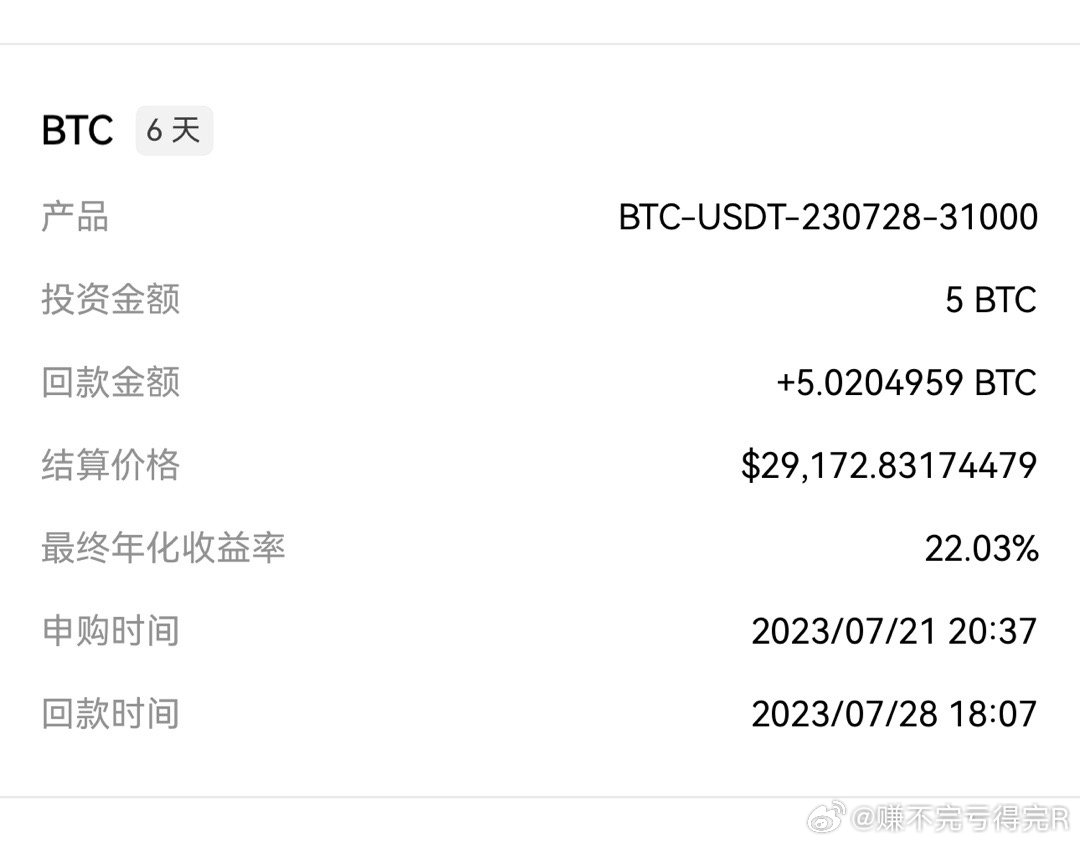 BTC 6 天
产品 BTC-USDT-230728-31000
投资金额 5 BTC
回款金额 +5.0204959 BTC
结算价格 $29,172.83174479
最终年化收益率 22.03%
申购时间 2023/07/21 20:37
回款时间 2023/07/28 18:07
@赚不完亏得完R